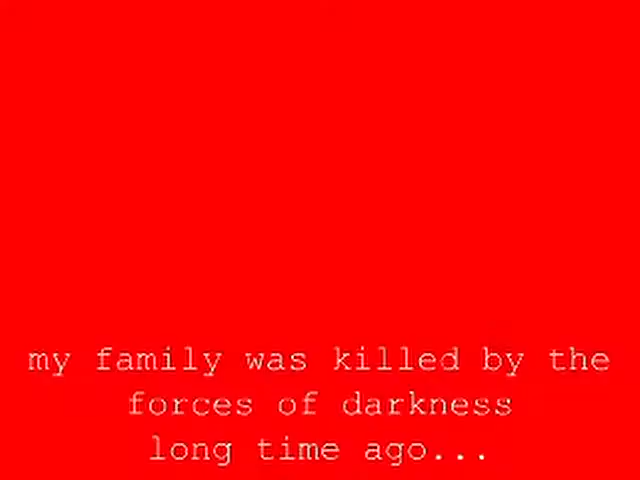 my family was killed by the
forces of darkness
long time ago...